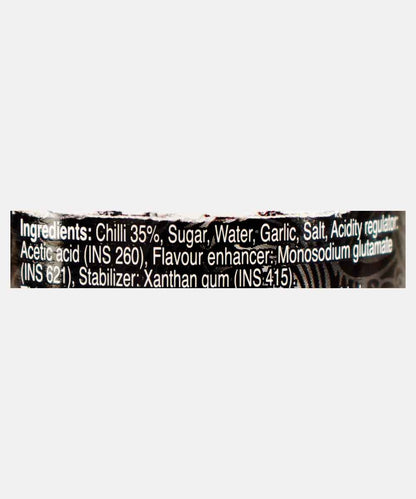 Ingredients: Chilli 35%, Sugar, Water, Garlic, Salt, Acidity regulator:
Acetic acid (INS 260), Flavour enhancer: Monosodium glutamate
(INS 621), Stabilizer: Xanthan gum (INS 415).